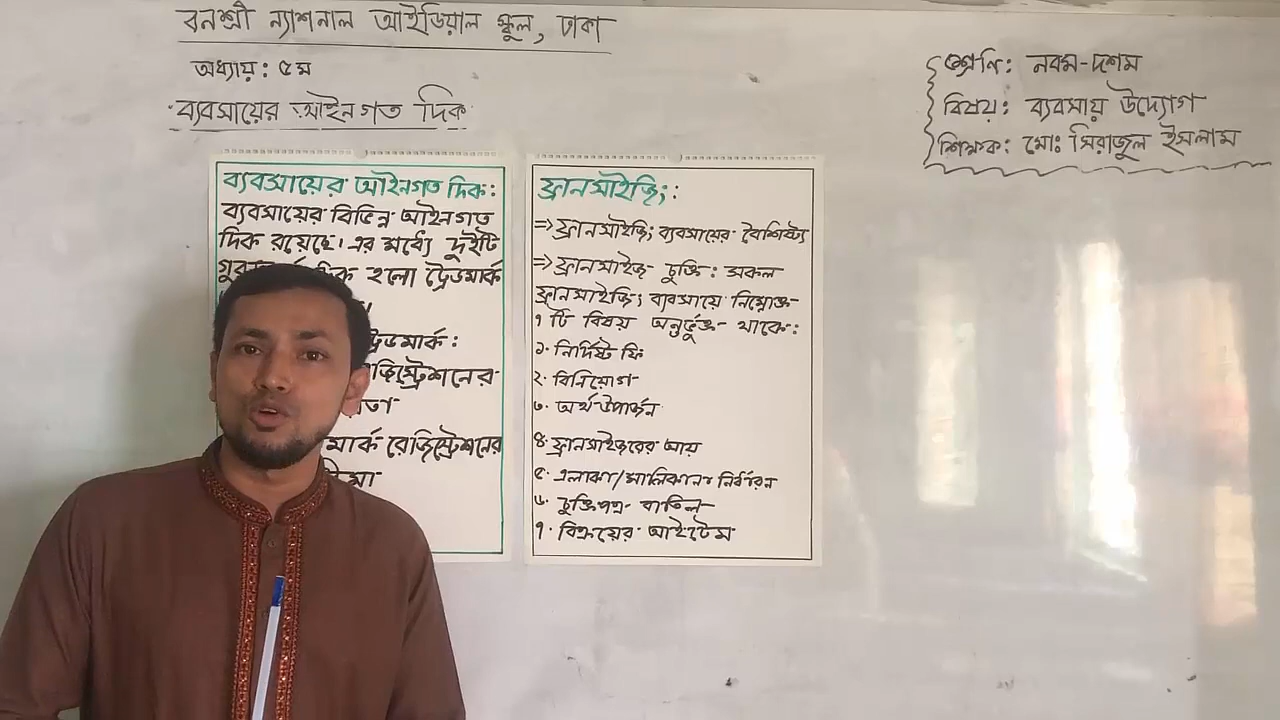 বনশ্রী ন্যাশনাল আইডিয়াল স্কুল, ঢাকা
অধ্যায়: ৫ম
ব্যবসায়ের আইনগত দিক
শ্রেণি: নবম-দশম
বিষয়: ব্যবসায় উদ্যোগ
শিক্ষক: মোঃ সিরাজুল ইসলাম
ব্যবসায়ের আইনগত দিক:
ব্যবসায়ের বিভিন্ন আইনগত
দিক রয়েছে। এর মধ্যে দুইটি
দিক হলো ট্রেডমার্ক
ট্রেডমার্ক:
রেজিস্ট্রেশনের
মার্ক রেজিস্ট্রেশনের
ফ্রানসাইজিং:
=> ফ্রানসাইজিং ব্যবসায়ের বৈশিষ্ট্য
=> ফ্রানসাইজ চুক্তি: সকল
ফ্রানসাইজিং ব্যবসায়ে নিম্নোক্ত
৭ টি বিষয় অন্তর্ভুক্ত থাকে:
১. নির্দিষ্ট ফি
২. বিনিয়োগ
৩. অর্থ উপার্জন
৪. ফ্রানসাইজরের আয়
৫. এলাকা/মালিকানা নির্ধারন
৬. চুক্তিপত্র বাতিল
৭. বিক্রয়ের আইটেম